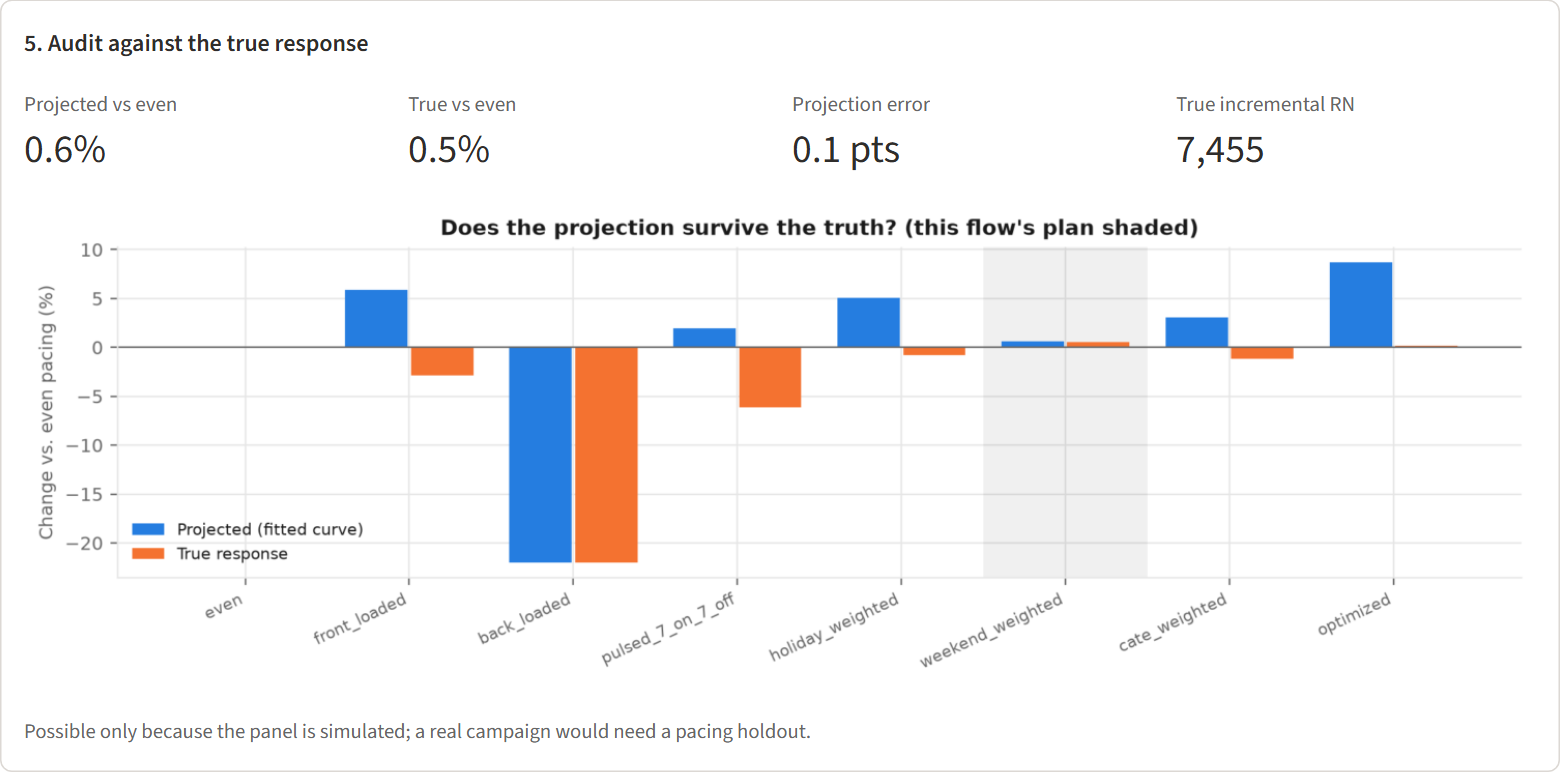 5. Audit against the true response
Projected vs even
0.6%
True vs even
0.5%
Projection error
0.1 pts
True incremental RN
7,455
Does the projection survive the truth? (this flow's plan shaded)
Change vs. even pacing (%)
10
5
0
−5
−10
−15
−20
Projected (fitted curve)
True response
even
front_loaded
back_loaded
pulsed_7_on_7_off
holiday_weighted
weekend_weighted
cate_weighted
optimized
Possible only because the panel is simulated; a real campaign would need a pacing holdout.